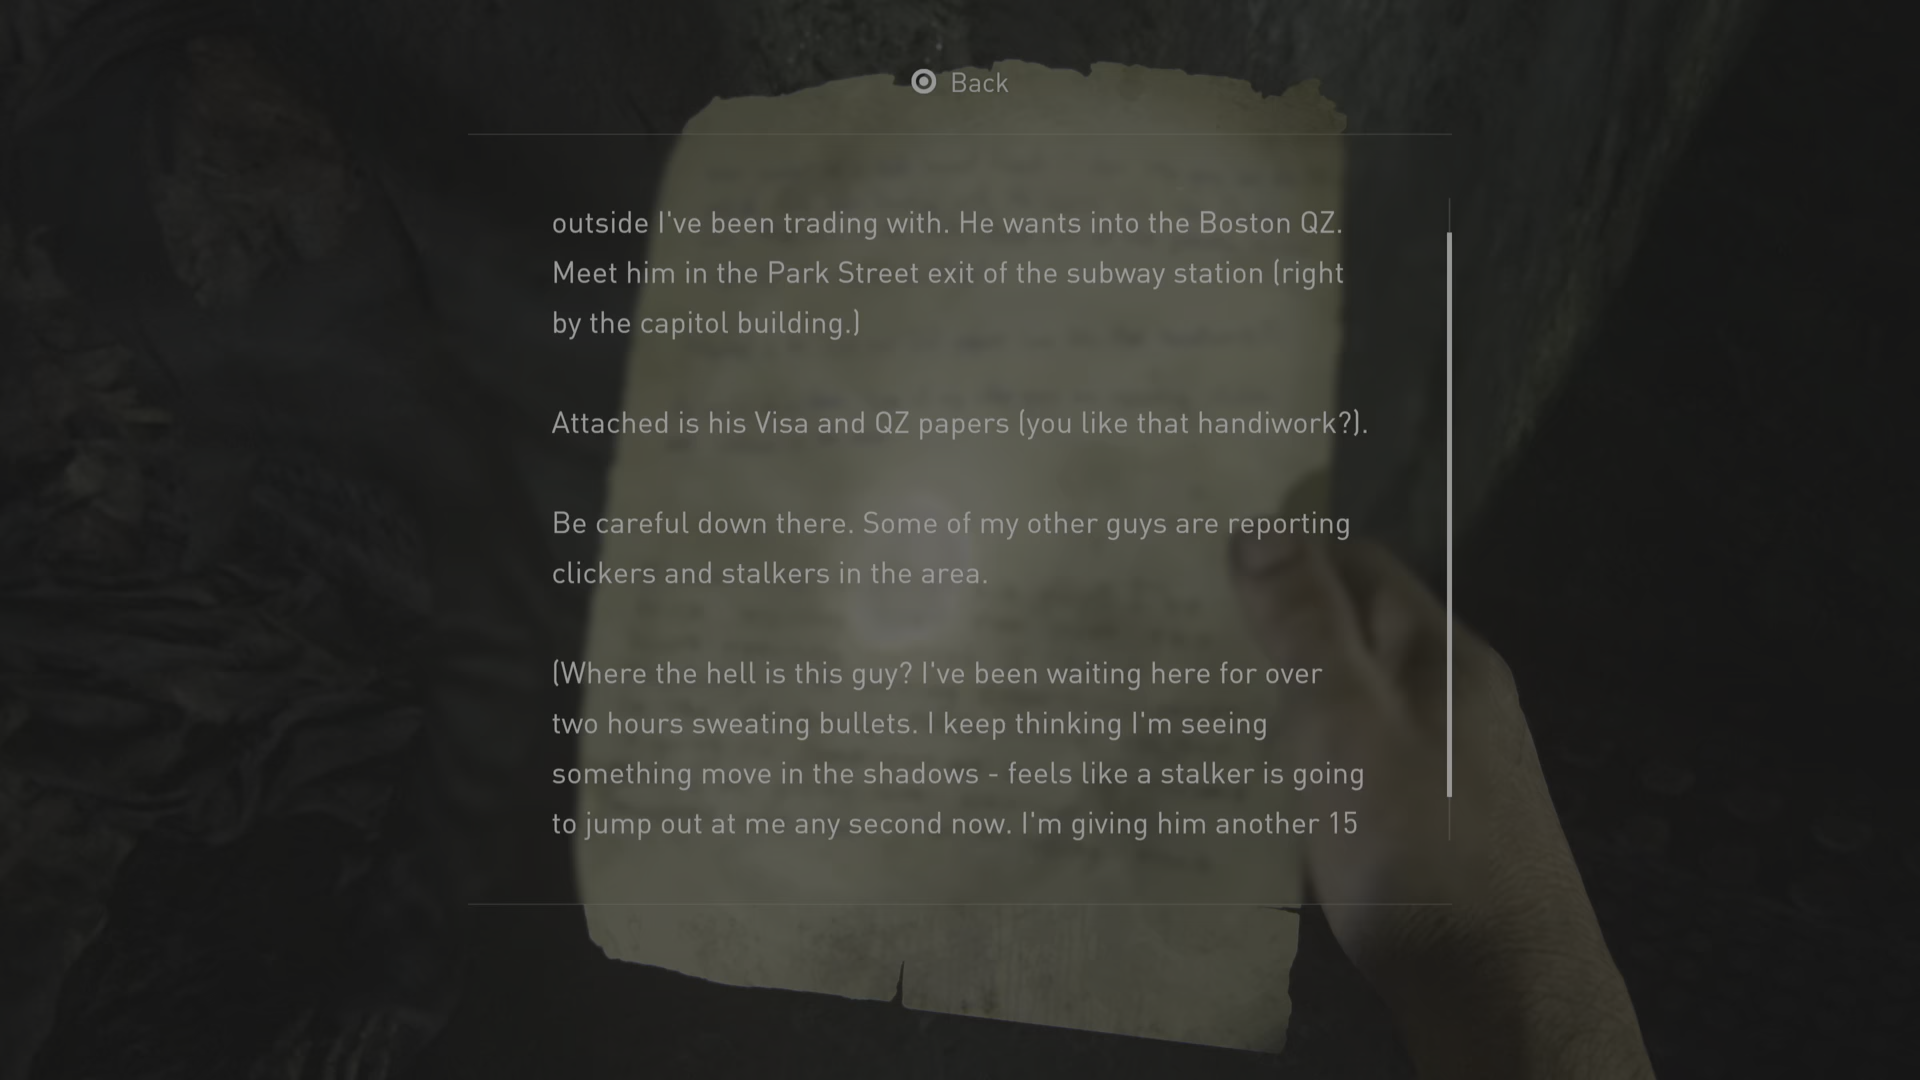 Back
outside I've been trading with. He wants into the Boston QZ.
Meet him in the Park Street exit of the subway station (right
by the capitol building.)
Attached is his Visa and QZ papers (you like that handiwork?).
Be careful down there. Some of my other guys are reporting
clickers and stalkers in the area.
(Where the hell is this guy? I've been waiting here for over
two hours sweating bullets. I keep thinking I'm seeing
something move in the shadows - feels like a stalker is going
to jump out at me any second now. I'm giving him another 15